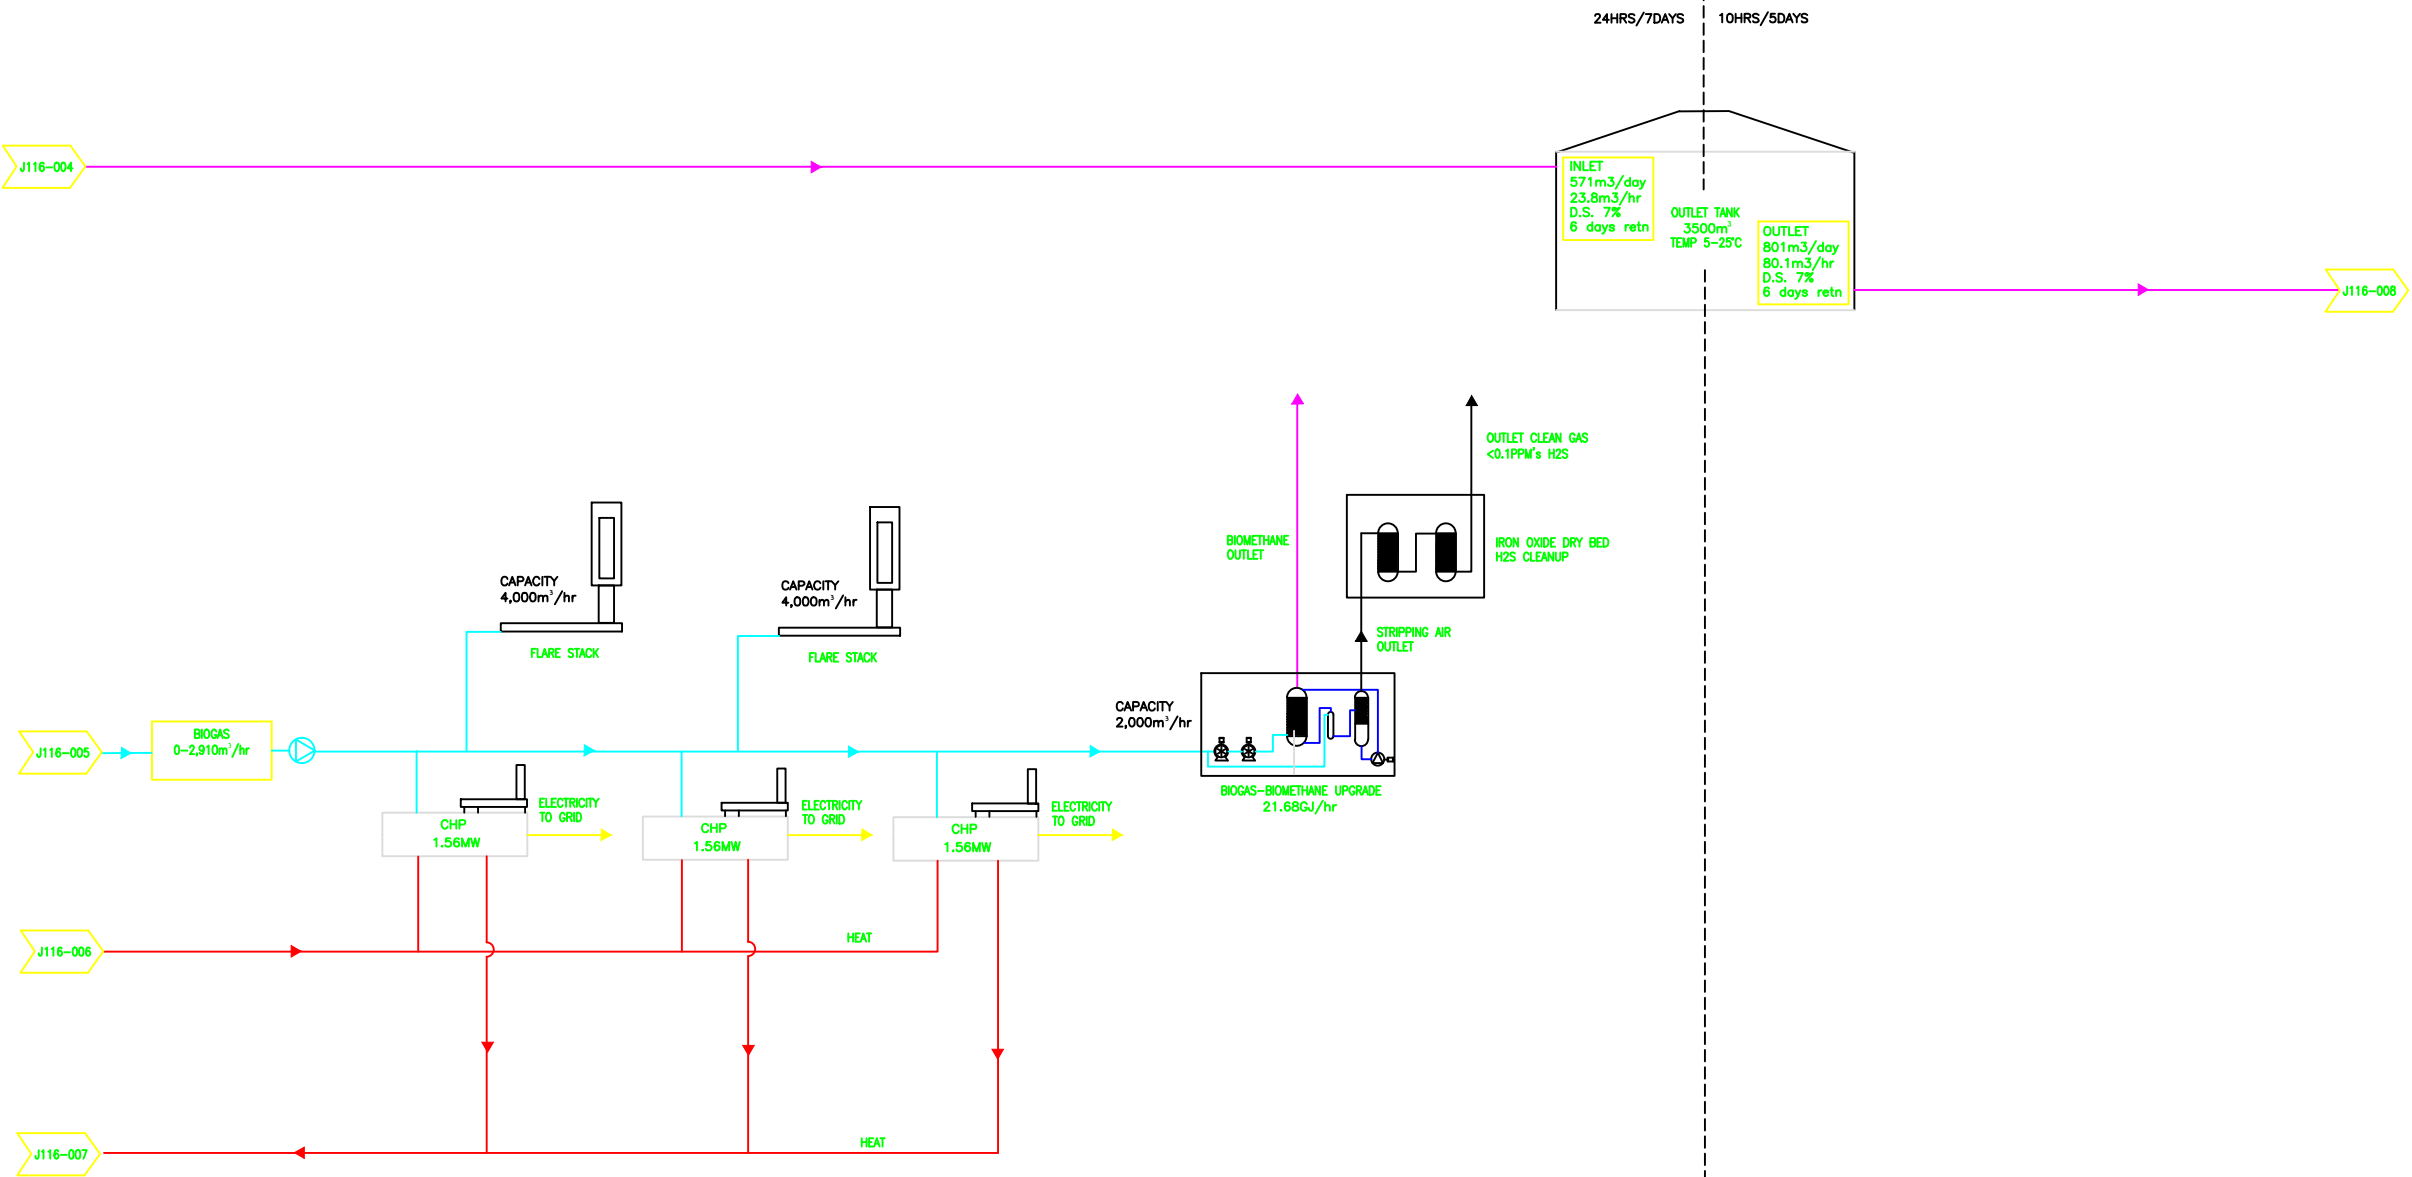 24HRS/7DAYS
10HRS/5DAYS
J116-004
INLET
571m3/day
23.8m3/hr
D.S. 7%
6 days retn
OUTLET TANK
3500m³
TEMP 5-25°C
OUTLET
801m3/day
80.1m3/hr
D.S. 7%
6 days retn
J116-008
OUTLET CLEAN GAS
<0.1PPM's H2S
BIOMETHANE
OUTLET
IRON OXIDE DRY BED
H2S CLEANUP
CAPACITY
4,000m³/hr
CAPACITY
4,000m³/hr
STRIPPING AIR
OUTLET
FLARE STACK
FLARE STACK
CAPACITY
2,000m³/hr
J116-005
BIOGAS
0-2,910m³/hr
BIOGAS-BIOMETHANE UPGRADE
21.68GJ/hr
ELECTRICITY
TO GRID
ELECTRICITY
TO GRID
ELECTRICITY
TO GRID
CHP
1.56MW
CHP
1.56MW
CHP
1.56MW
J116-006
HEAT
J116-007
HEAT